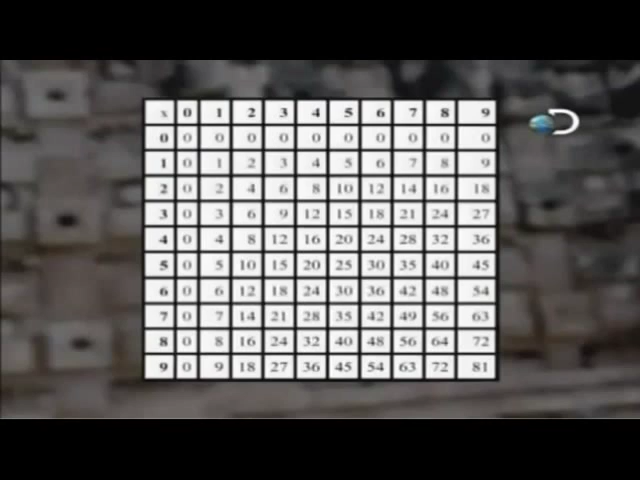 x 0 1 2 3 4 5 6 7 8 9
0 0 0 0 0 0 0 0 0 0 0
1 0 1 2 3 4 5 6 7 8 9
2 0 2 4 6 8 10 12 14 16 18
3 0 3 6 9 12 15 18 21 24 27
4 0 4 8 12 16 20 24 28 32 36
5 0 5 10 15 20 25 30 35 40 45
6 0 6 12 18 24 30 36 42 48 54
7 0 7 14 21 28 35 42 49 56 63
8 0 8 16 24 32 40 48 56 64 72
9 0 9 18 27 36 45 54 63 72 81
D